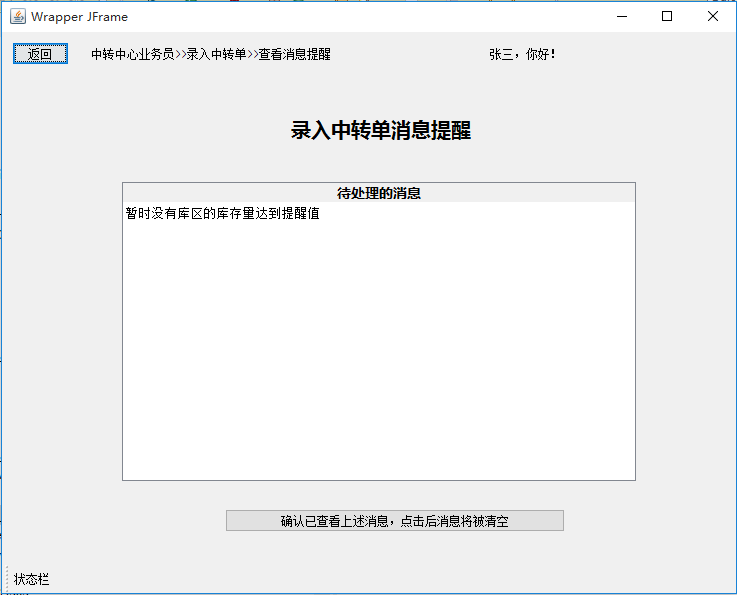 Wrapper JFrame
返回 中转中心业务员>>录入中转单>>查看消息提醒 张三，你好！
录入中转单消息提醒
待处理的消息
暂时没有库区的库存量达到提醒值
确认已查看上述消息，点击后消息将被清空
状态栏